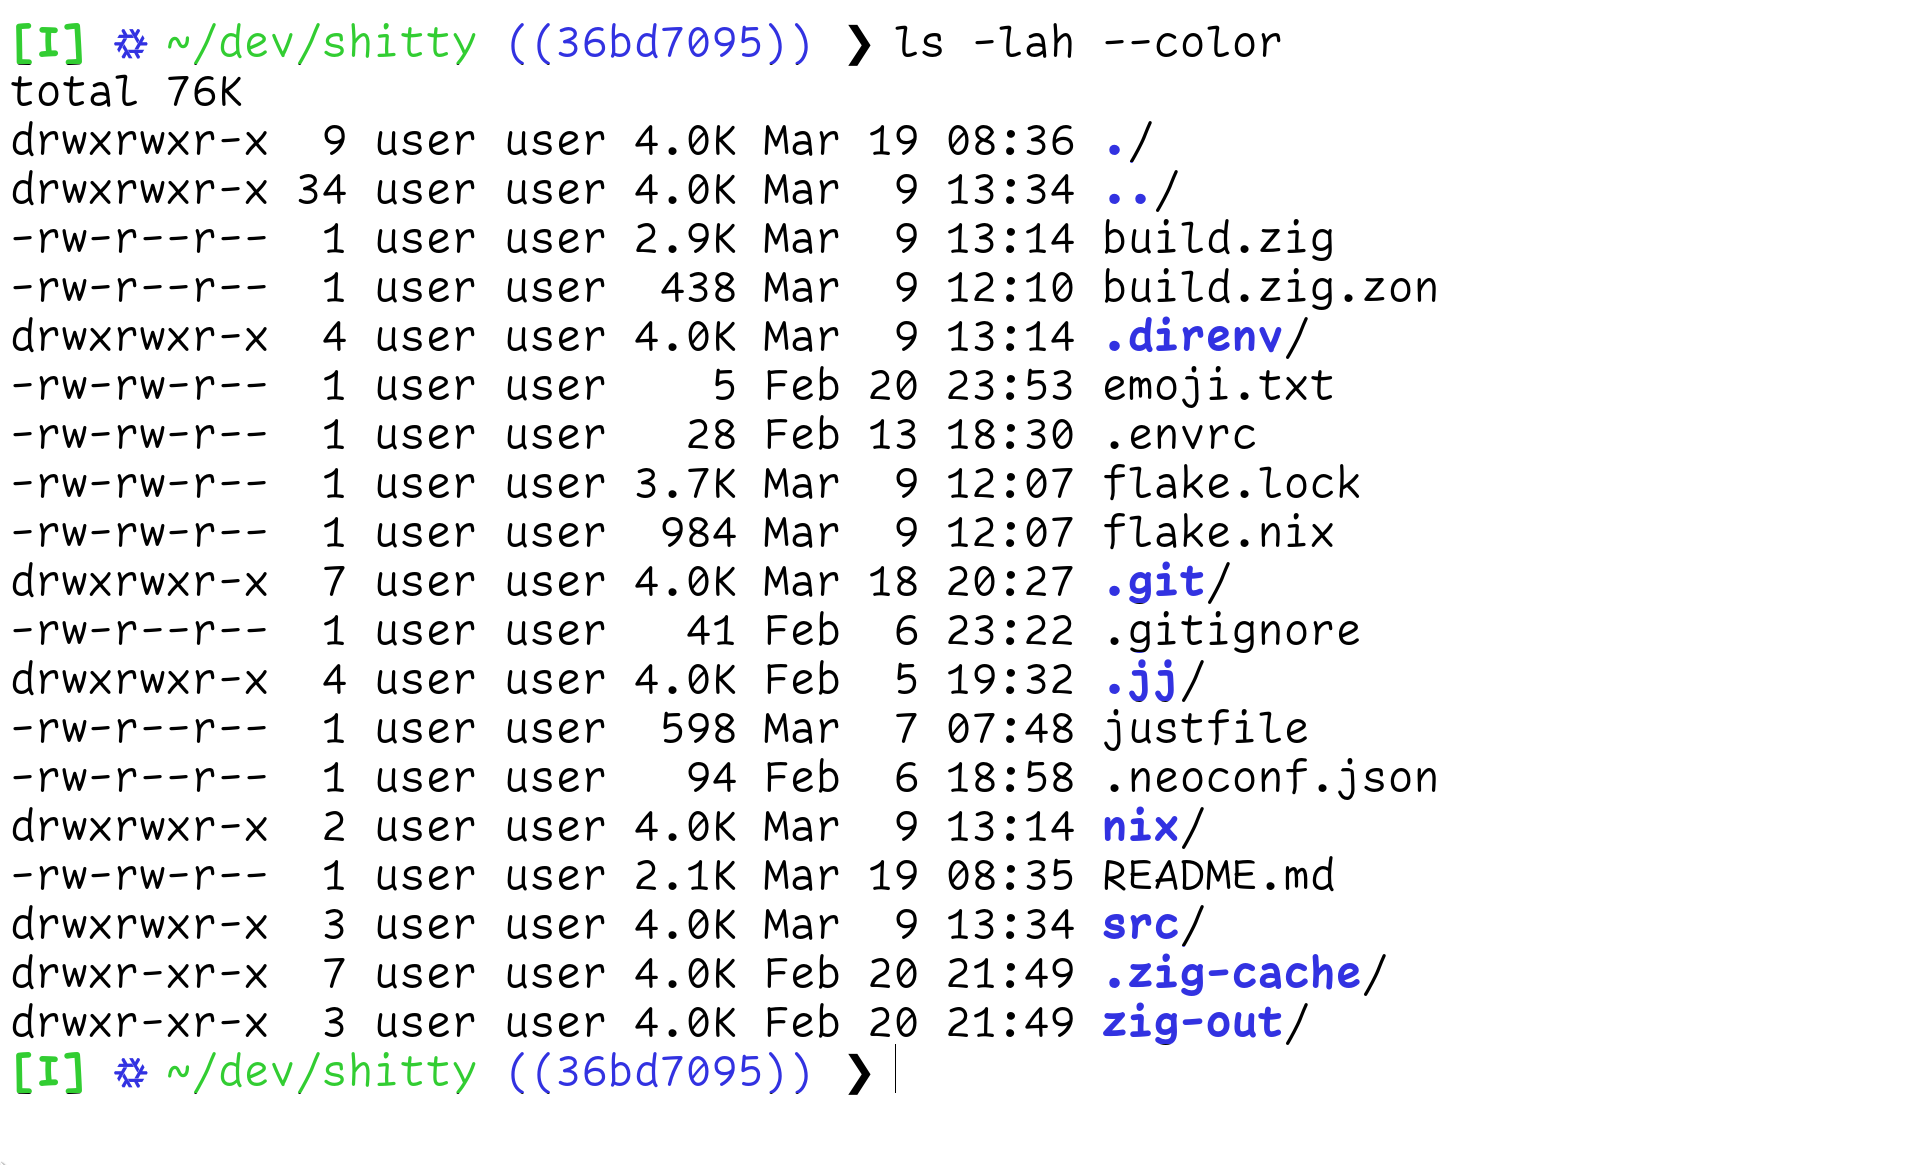 [I] ❄ ~/dev/shitty ((36bd7095)) ❯ ls -lah --color
total 76K
drwxrwxr-x  9 user user 4.0K Mar 19 08:36 ./
drwxrwxr-x 34 user user 4.0K Mar  9 13:34 ../
-rw-r--r--  1 user user 2.9K Mar  9 13:14 build.zig
-rw-r--r--  1 user user  438 Mar  9 12:10 build.zig.zon
drwxrwxr-x  4 user user 4.0K Mar  9 13:14 .direnv/
-rw-rw-r--  1 user user    5 Feb 20 23:53 emoji.txt
-rw-rw-r--  1 user user   28 Feb 13 18:30 .envrc
-rw-rw-r--  1 user user 3.7K Mar  9 12:07 flake.lock
-rw-rw-r--  1 user user  984 Mar  9 12:07 flake.nix
drwxrwxr-x  7 user user 4.0K Mar 18 20:27 .git/
-rw-r--r--  1 user user   41 Feb  6 23:22 .gitignore
drwxrwxr-x  4 user user 4.0K Feb  5 19:32 .jj/
-rw-r--r--  1 user user  598 Mar  7 07:48 justfile
-rw-r--r--  1 user user   94 Feb  6 18:58 .neoconf.json
drwxrwxr-x  2 user user 4.0K Mar  9 13:14 nix/
-rw-rw-r--  1 user user 2.1K Mar 19 08:35 README.md
drwxrwxr-x  3 user user 4.0K Mar  9 13:34 src/
drwxr-xr-x  7 user user 4.0K Feb 20 21:49 .zig-cache/
drwxr-xr-x  3 user user 4.0K Feb 20 21:49 zig-out/
[I] ❄ ~/dev/shitty ((36bd7095)) ❯